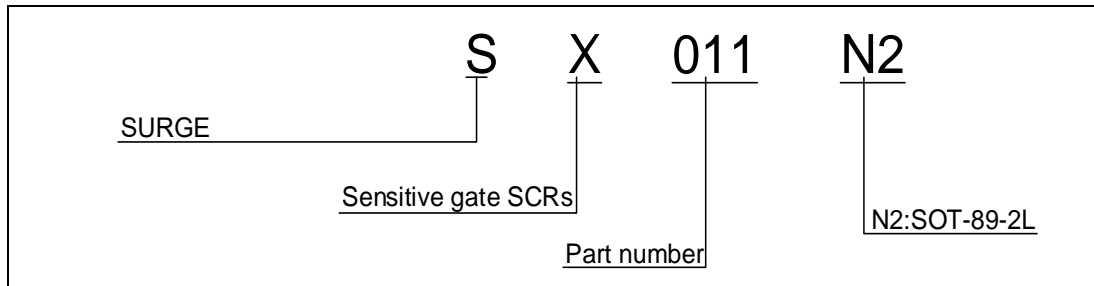 S X 011 N2
SURGE
Sensitive gate SCRs
N2:SOT-89-2L
Part number